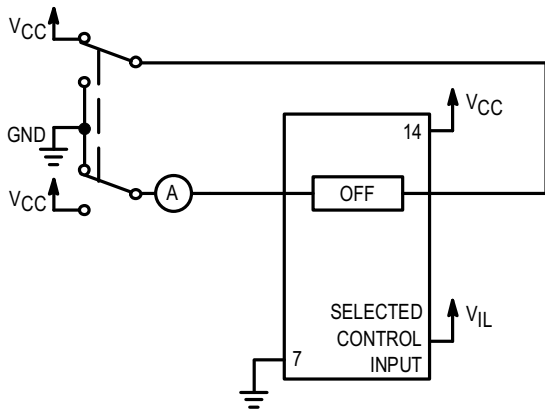 VCC
GND
VCC
A
14
VCC
OFF
SELECTED
CONTROL
INPUT
VIL
7